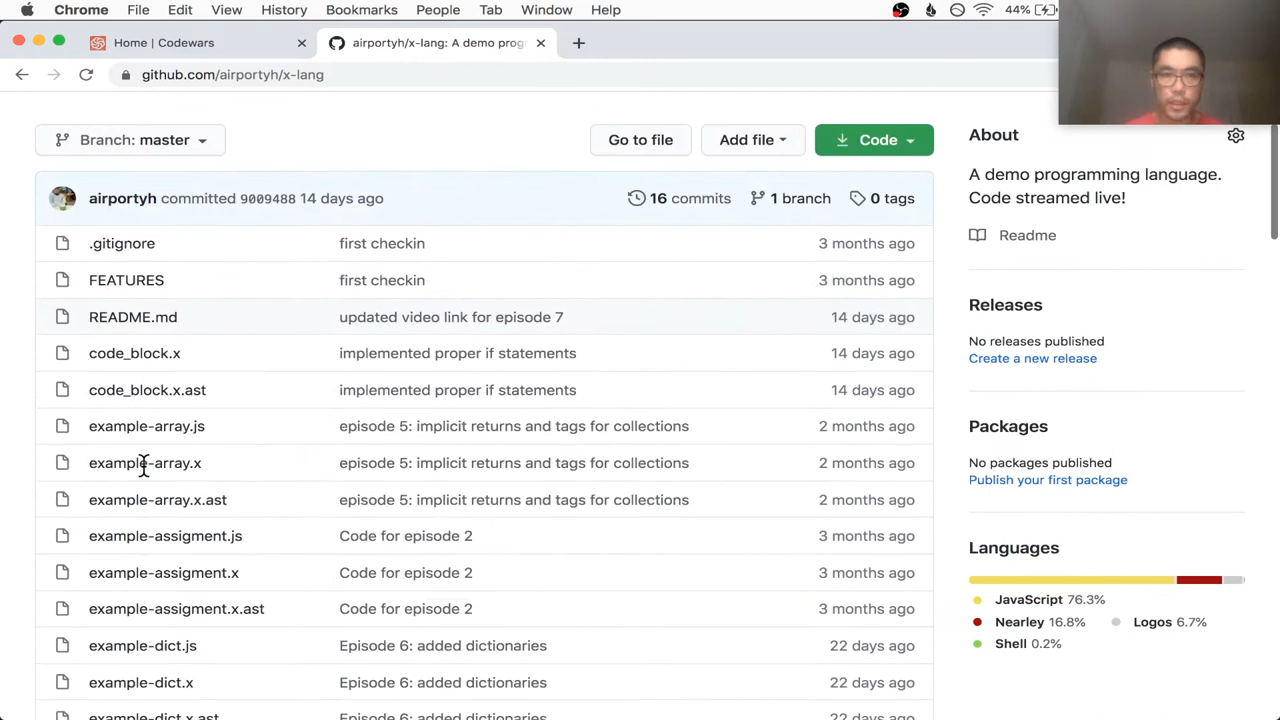 Chrome File Edit View History Bookmarks People Tab Window Help 44%
Home | Codewars
airportyh/x-lang: A demo prog
github.com/airportyh/x-lang
Branch: master
Go to file
Add file
Code
About
A demo programming language.
Code streamed live!
Readme
airportyh committed 9009488 14 days ago
16 commits
1 branch
0 tags
.gitignore first checkin 3 months ago
FEATURES first checkin 3 months ago
README.md updated video link for episode 7 14 days ago
code_block.x implemented proper if statements 14 days ago
code_block.x.ast implemented proper if statements 14 days ago
example-array.js episode 5: implicit returns and tags for collections 2 months ago
example-array.x episode 5: implicit returns and tags for collections 2 months ago
example-array.x.ast episode 5: implicit returns and tags for collections 2 months ago
example-assigment.js Code for episode 2 3 months ago
example-assigment.x Code for episode 2 3 months ago
example-assigment.x.ast Code for episode 2 3 months ago
example-dict.js Episode 6: added dictionaries 22 days ago
example-dict.x Episode 6: added dictionaries 22 days ago
example-dict.x.ast Episode 6: added dictionaries 22 days ago
Releases
No releases published
Create a new release
Packages
No packages published
Publish your first package
Languages
JavaScript 76.3%
Nearley 16.8%
Logos 6.7%
Shell 0.2%